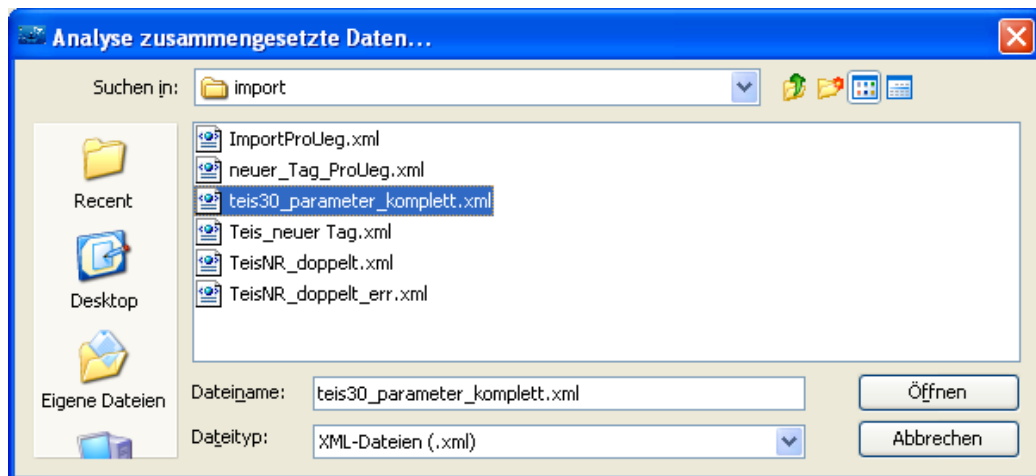 Analyse zusammengesetzte Daten...
Suchen in: import
ImportProUeg.xml
neuer_Tag_ProUeg.xml
teis30_parameter_komplett.xml
Teis_neuer Tag.xml
TeisNR_doppelt.xml
TeisNR_doppelt_err.xml
Recent
Desktop
Eigene Dateien
Dateiname: teis30_parameter_komplett.xml Öffnen
Dateityp: XML-Dateien (.xml) Abbrechen